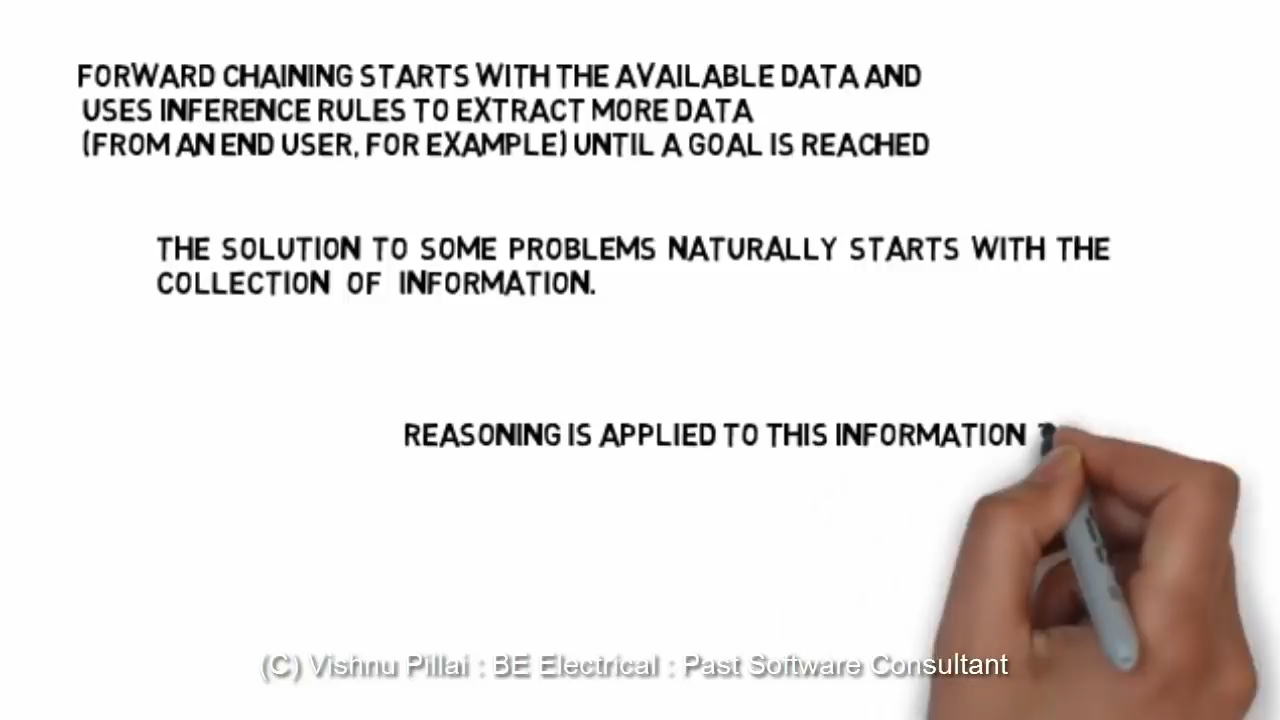 FORWARD CHAINING STARTS WITH THE AVAILABLE DATA AND
USES INFERENCE RULES TO EXTRACT MORE DATA
(FROM AN END USER, FOR EXAMPLE) UNTIL A GOAL IS REACHED
THE SOLUTION TO SOME PROBLEMS NATURALLY STARTS WITH THE
COLLECTION OF INFORMATION.
REASONING IS APPLIED TO THIS INFORMATION
(C) Vishnu Pillai : BE Electrical : Past Software Consultant